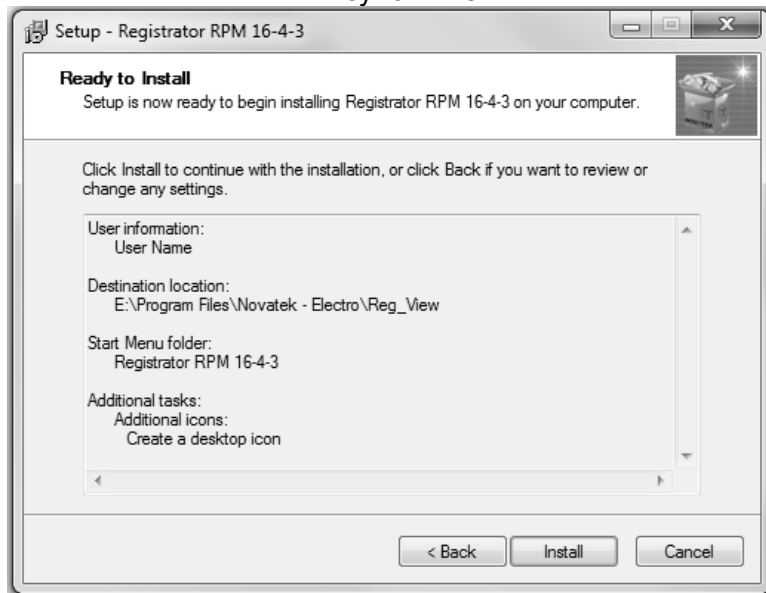 Setup - Registrator RPM 16-4-3
Ready to Install
Setup is now ready to begin installing Registrator RPM 16-4-3 on your computer.
NOVATEK
Click Install to continue with the installation, or click Back if you want to review or
change any settings.
User information:
User Name
Destination location:
E:\Program Files\Novatek - Electro\Reg_View
Start Menu folder:
Registrator RPM 16-4-3
Additional tasks:
Additional icons:
Create a desktop icon
< Back
Install
Cancel